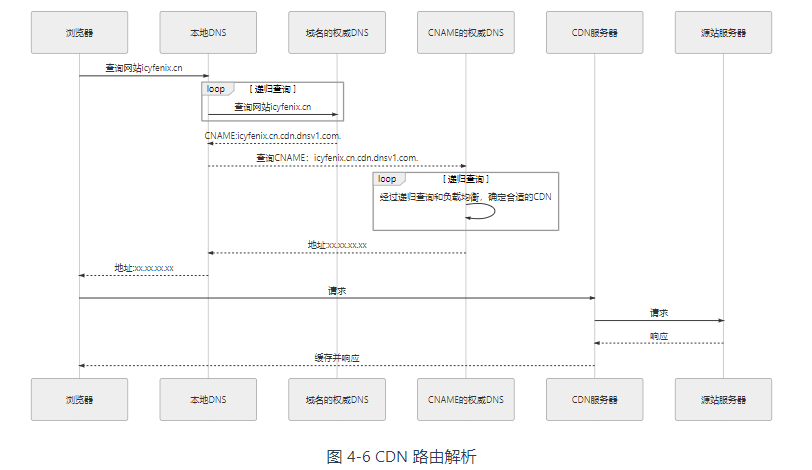 浏览器
本地DNS
域名的权威DNS
CNAME的权威DNS
CDN服务器
源站服务器
查询网站icyfenix.cn
loop
[ 递归查询 ]
查询网站icyfenix.cn
CNAME:icyfenix.cn.cdn.dnsv1.com.
查询CNAME：icyfenix.cn.cdn.dnsv1.com.
loop
[ 递归查询 ]
经过递归查询和负载均衡，确定合适的CDN
地址:xx.xx.xx.xx
地址:xx.xx.xx.xx
请求
请求
响应
缓存并响应
浏览器
本地DNS
域名的权威DNS
CNAME的权威DNS
CDN服务器
源站服务器
图 4-6 CDN 路由解析